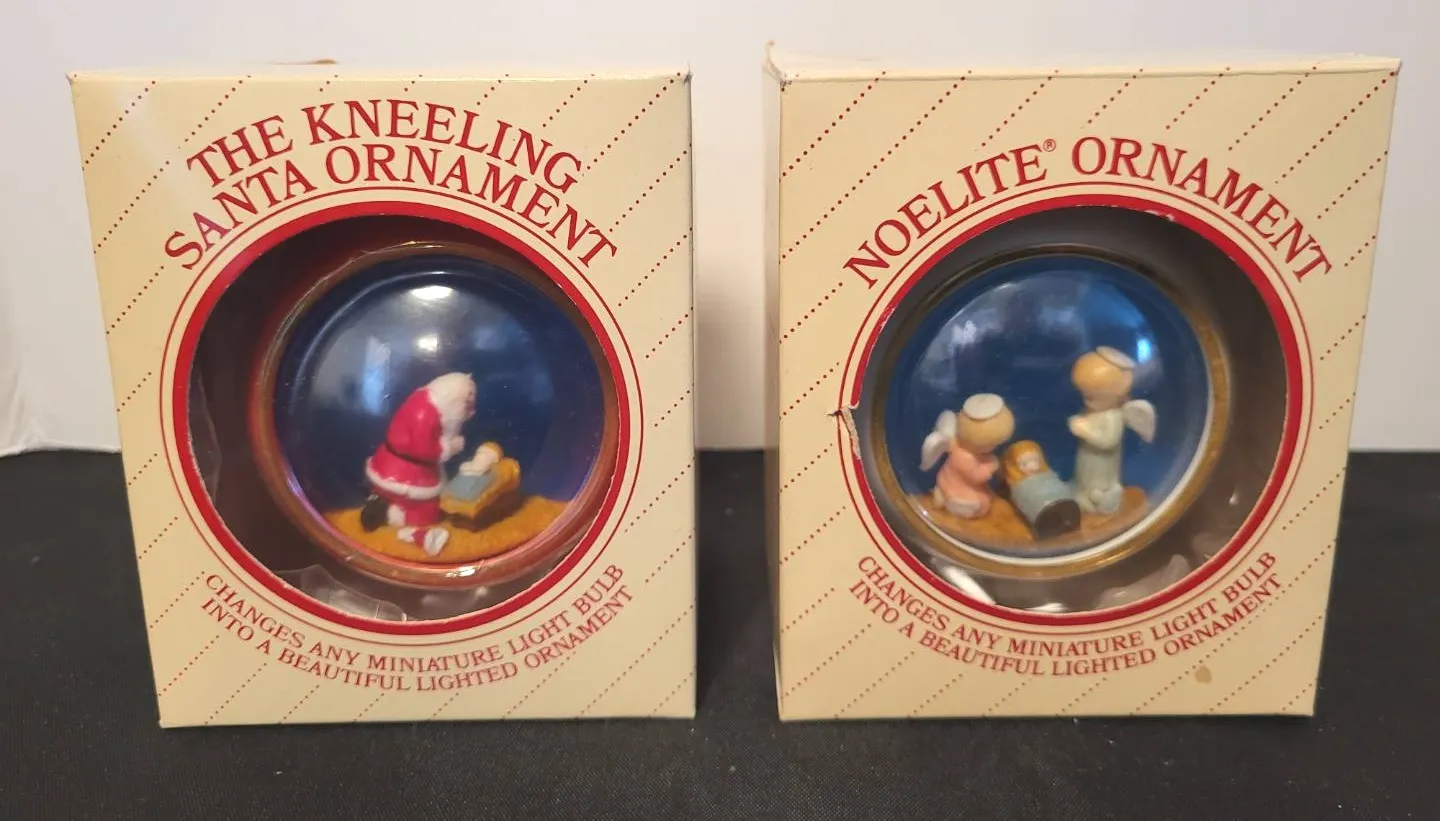 THE KNEELING
SANTA ORNAMENT
CHANGES ANY MINIATURE LIGHT BULB
INTO A BEAUTIFUL LIGHTED ORNAMENT
NOELITE® ORNAMENT
CHANGES ANY MINIATURE LIGHT BULB
INTO A BEAUTIFUL LIGHTED ORNAMENT